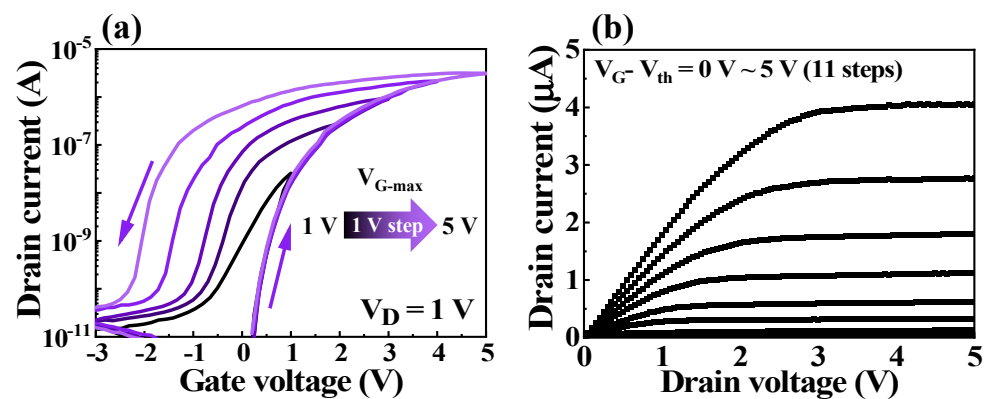 (a)
Drain current (A)
10⁻⁵
10⁻⁷
10⁻⁹
10⁻¹¹
V_G-max
1 V 1 V step 5 V
V_D = 1 V
-3 -2 -1 0 1 2 3 4 5
Gate voltage (V)
(b)
Drain current (μA)
5
4
3
2
1
0
V_G- V_th = 0 V ~ 5 V (11 steps)
0 1 2 3 4 5
Drain voltage (V)